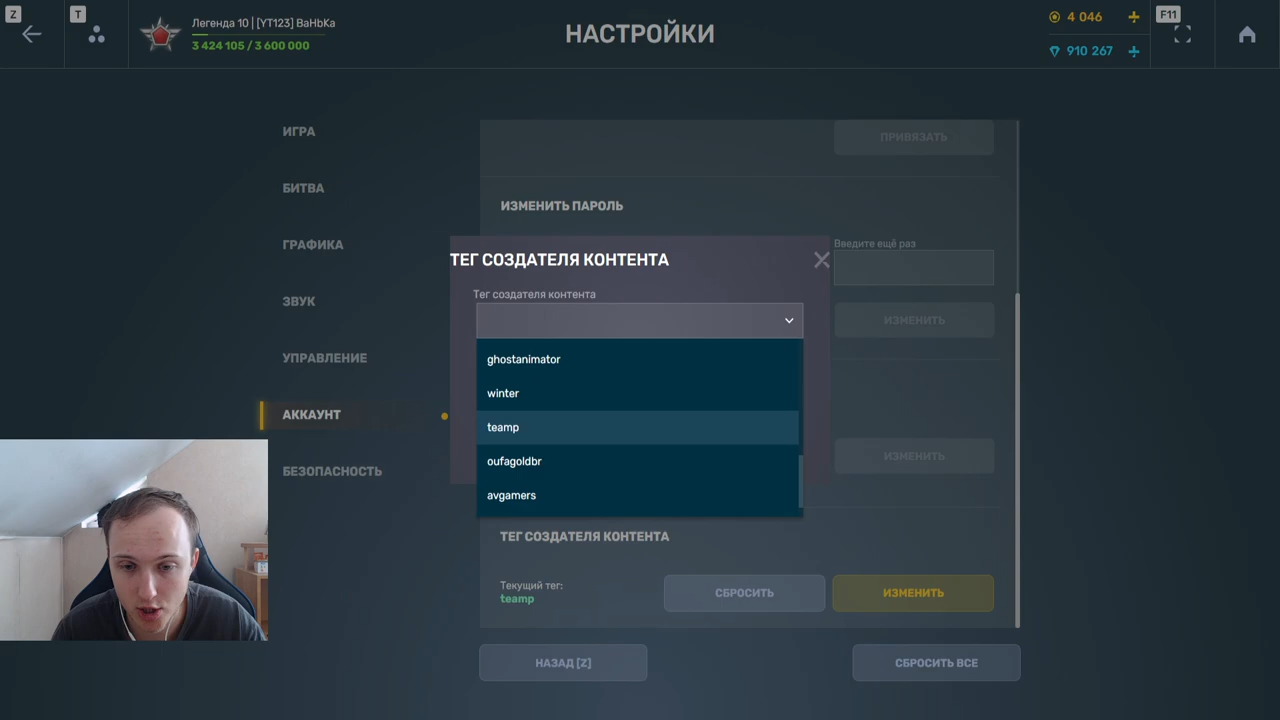 Z
T
Легенда 10 | [YT123] BaHbKa
3 424 105 / 3 600 000
НАСТРОЙКИ
4 046
910 267
F11
ИГРА
БИТВА
ГРАФИКА
ЗВУК
УПРАВЛЕНИЕ
АККАУНТ
БЕЗОПАСНОСТЬ
ПРИВЯЗАТЬ
ИЗМЕНИТЬ ПАРОЛЬ
Введите ещё раз
ИЗМЕНИТЬ
ТЕГ СОЗДАТЕЛЯ КОНТЕНТА
Тег создателя контента
ghostanimator
winter
teamp
oufagoldbr
avgamers
ИЗМЕНИТЬ
ТЕГ СОЗДАТЕЛЯ КОНТЕНТА
Текущий тег:
teamp
СБРОСИТЬ
ИЗМЕНИТЬ
НАЗАД [Z]
СБРОСИТЬ ВСЕ